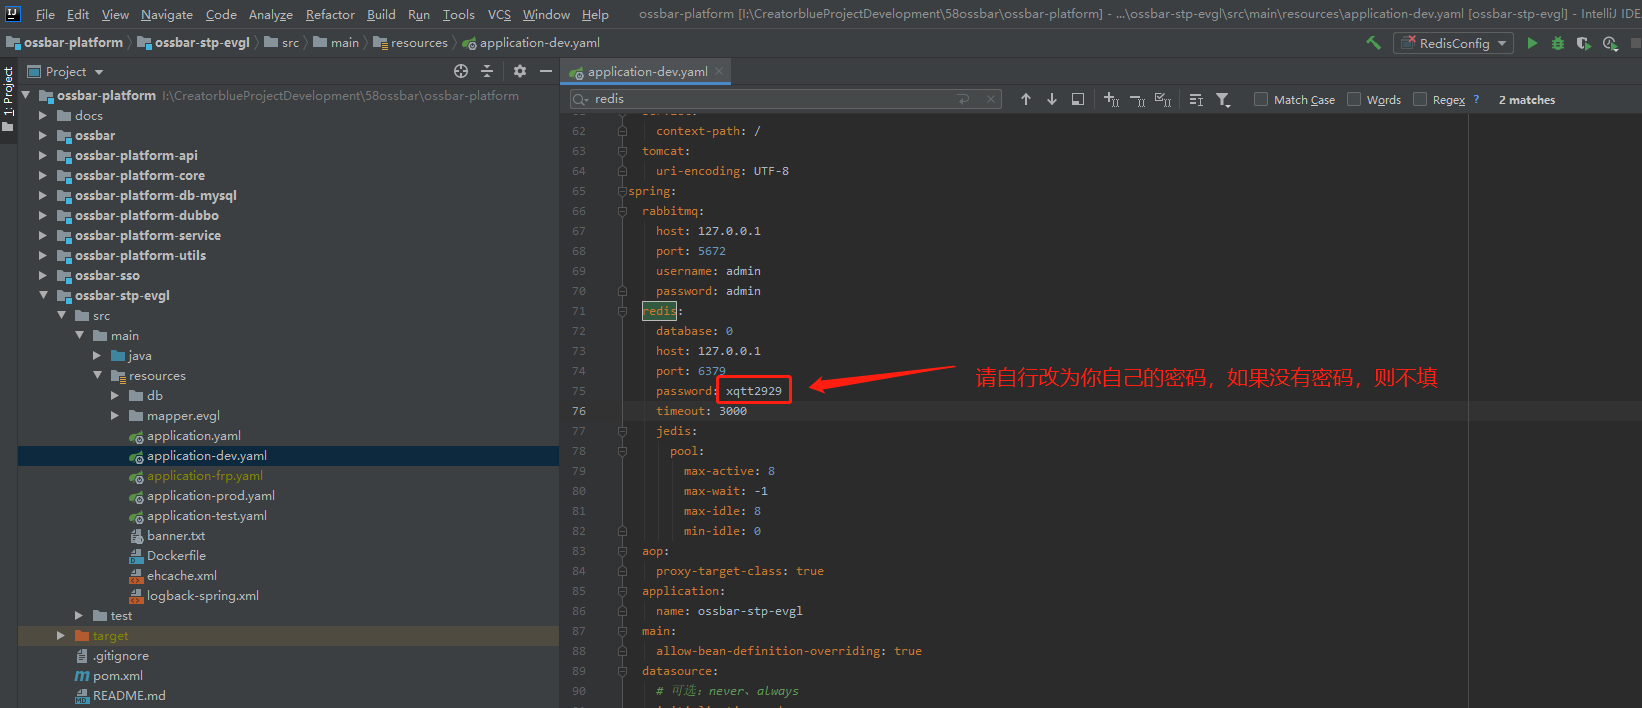 File Edit View Navigate Code Analyze Refactor Build Run Tools VCS Window Help ossbar-platform [I:\CreatorblueProjectDevelopment\58ossbar\ossbar-platform] - ...\ossbar-stp-evgl\src\main\resources\application-dev.yaml [ossbar-stp-evgl] - IntelliJ IDE
ossbar-platform ossbar-stp-evgl src main resources application-dev.yaml RedisConfig
1: Project
Project
ossbar-platform I:\CreatorblueProjectDevelopment\58ossbar\ossbar-platform
docs
ossbar
ossbar-platform-api
ossbar-platform-core
ossbar-platform-db-mysql
ossbar-platform-dubbo
ossbar-platform-service
ossbar-platform-utils
ossbar-sso
ossbar-stp-evgl
src
main
java
resources
db
mapper.evgl
application.yaml
application-dev.yaml
application-frp.yaml
application-prod.yaml
application-test.yaml
banner.txt
Dockerfile
ehcache.xml
logback-spring.xml
test
target
.gitignore
pom.xml
README.md
application-dev.yaml
redis Match Case Words Regex ? 2 matches
62 context-path: /
63 tomcat:
64 uri-encoding: UTF-8
65 spring:
66 rabbitmq:
67 host: 127.0.0.1
68 port: 5672
69 username: admin
70 password: admin
71 redis:
72 database: 0
73 host: 127.0.0.1
74 port: 6379
75 password: xqtt2929
请自行改为你自己的密码，如果没有密码，则不填
76 timeout: 3000
77 jedis:
78 pool:
79 max-active: 8
80 max-wait: -1
81 max-idle: 8
82 min-idle: 0
83 aop:
84 proxy-target-class: true
85 application:
86 name: ossbar-stp-evgl
87 main:
88 allow-bean-definition-overriding: true
89 datasource:
90 # 可选：never、always